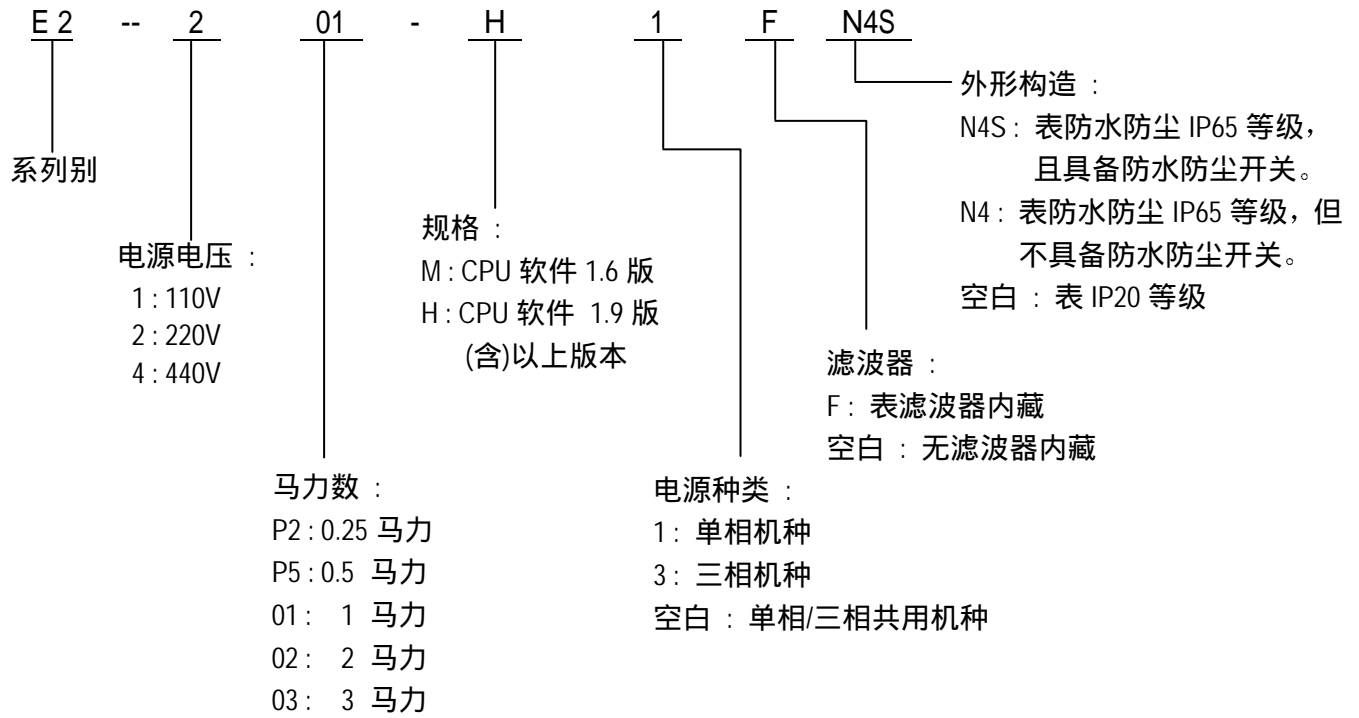 E 2 -- 2 01 - H 1 F N4S
系列别
电源电压 :
1 : 110V
2 : 220V
4 : 440V
马力数 :
P2 : 0.25 马力
P5 : 0.5 马力
01 : 1 马力
02 : 2 马力
03 : 3 马力
规格 :
M : CPU 软件 1.6 版
H : CPU 软件 1.9 版
(含)以上版本
电源种类 :
1 : 单相机种
3 : 三相机种
空白 : 单相/三相共用机种
滤波器 :
F : 表滤波器内藏
空白 : 无滤波器内藏
外形构造 :
N4S : 表防水防尘 IP65 等级,
且具备防水防尘开关。
N4 : 表防水防尘 IP65 等级,但
不具备防水防尘开关。
空白 : 表 IP20 等级